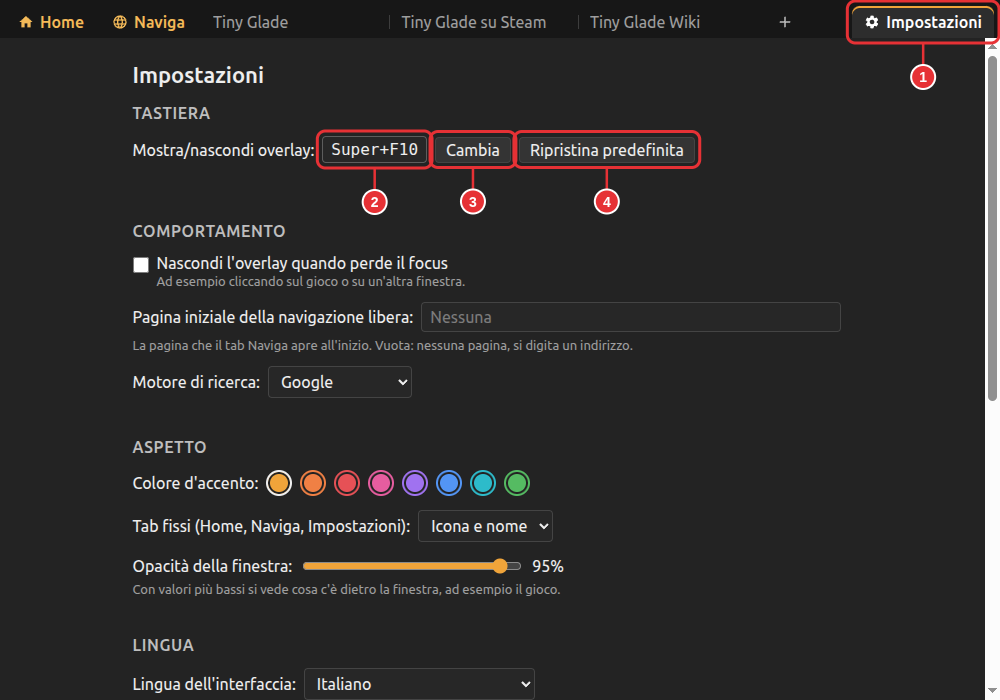 Home Naviga Tiny Glade Tiny Glade su Steam Tiny Glade Wiki + Impostazioni
1
Impostazioni
TASTIERA
Mostra/nascondi overlay: Super+F10 Cambia Ripristina predefinita
2 3 4
COMPORTAMENTO
Nascondi l'overlay quando perde il focus
Ad esempio cliccando sul gioco o su un'altra finestra.
Pagina iniziale della navigazione libera: Nessuna
La pagina che il tab Naviga apre all'inizio. Vuota: nessuna pagina, si digita un indirizzo.
Motore di ricerca: Google
ASPETTO
Colore d'accento:
Tab fissi (Home, Naviga, Impostazioni): Icona e nome
Opacità della finestra: 95%
Con valori più bassi si vede cosa c'è dietro la finestra, ad esempio il gioco.
LINGUA
Lingua dell'interfaccia: Italiano